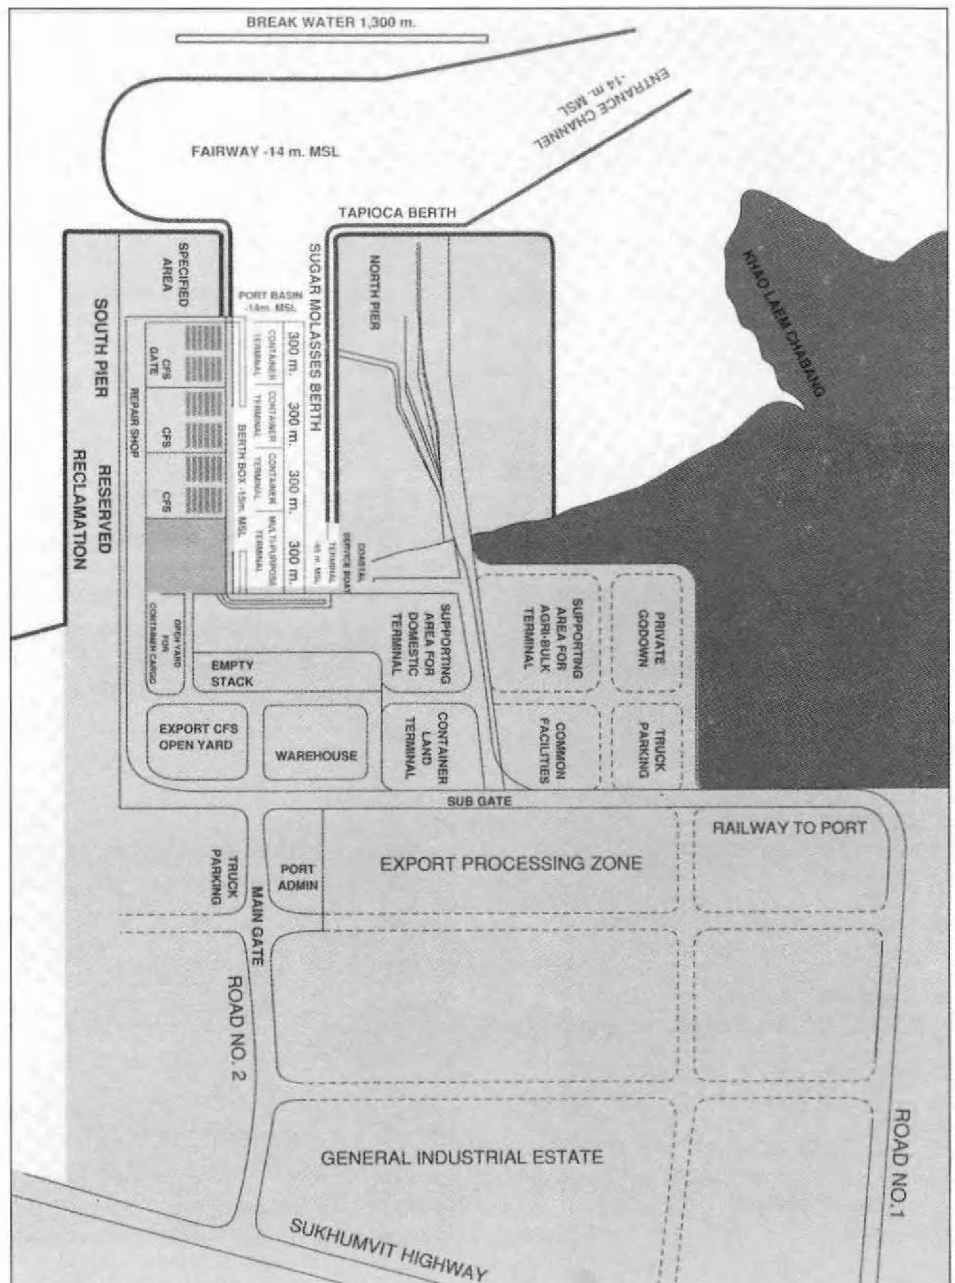 BREAK WATER 1,300 m.
ENTRANCE CHANNEL
-14 m. MSL
FAIRWAY -14 m. MSL
TAPIOCA BERTH
SPECIFIED
AREA
PORT BASIN
-14m. MSL
SUGAR MOLASSES BERTH
NORTH PIER
KHAO LAEM CHABANG
SOUTH PIER
RESERVED
RECLAMATION
REPAIR SHOP
CFS
GATE
CFS
CFS
BERTH BOX -15m. MSL
CONTAINER
TERMINAL
300 m.
CONTAINER
TERMINAL
300 m.
CONTAINER
TERMINAL
300 m.
MULTI-PURPOSE
TERMINAL
300 m.
COASTAL
SERVICE BOAT
TERMINAL
OPEN YARD
FOR
CONTAINER CARGO
EMPTY
STACK
SUPPORTING
AREA FOR
DOMESTIC
TERMINAL
SUPPORTING
AREA FOR
AGRI-BULK
TERMINAL
PRIVATE
GODOWN
EXPORT CFS
OPEN YARD
WAREHOUSE
CONTAINER
LAND
TERMINAL
COMMON
FACILITIES
TRUCK
PARKING
SUB GATE
RAILWAY TO PORT
TRUCK
PARKING
MAIN GATE
PORT
ADMIN
EXPORT PROCESSING ZONE
ROAD NO. 2
ROAD NO.1
GENERAL INDUSTRIAL ESTATE
SUKHUMVIT HIGHWAY